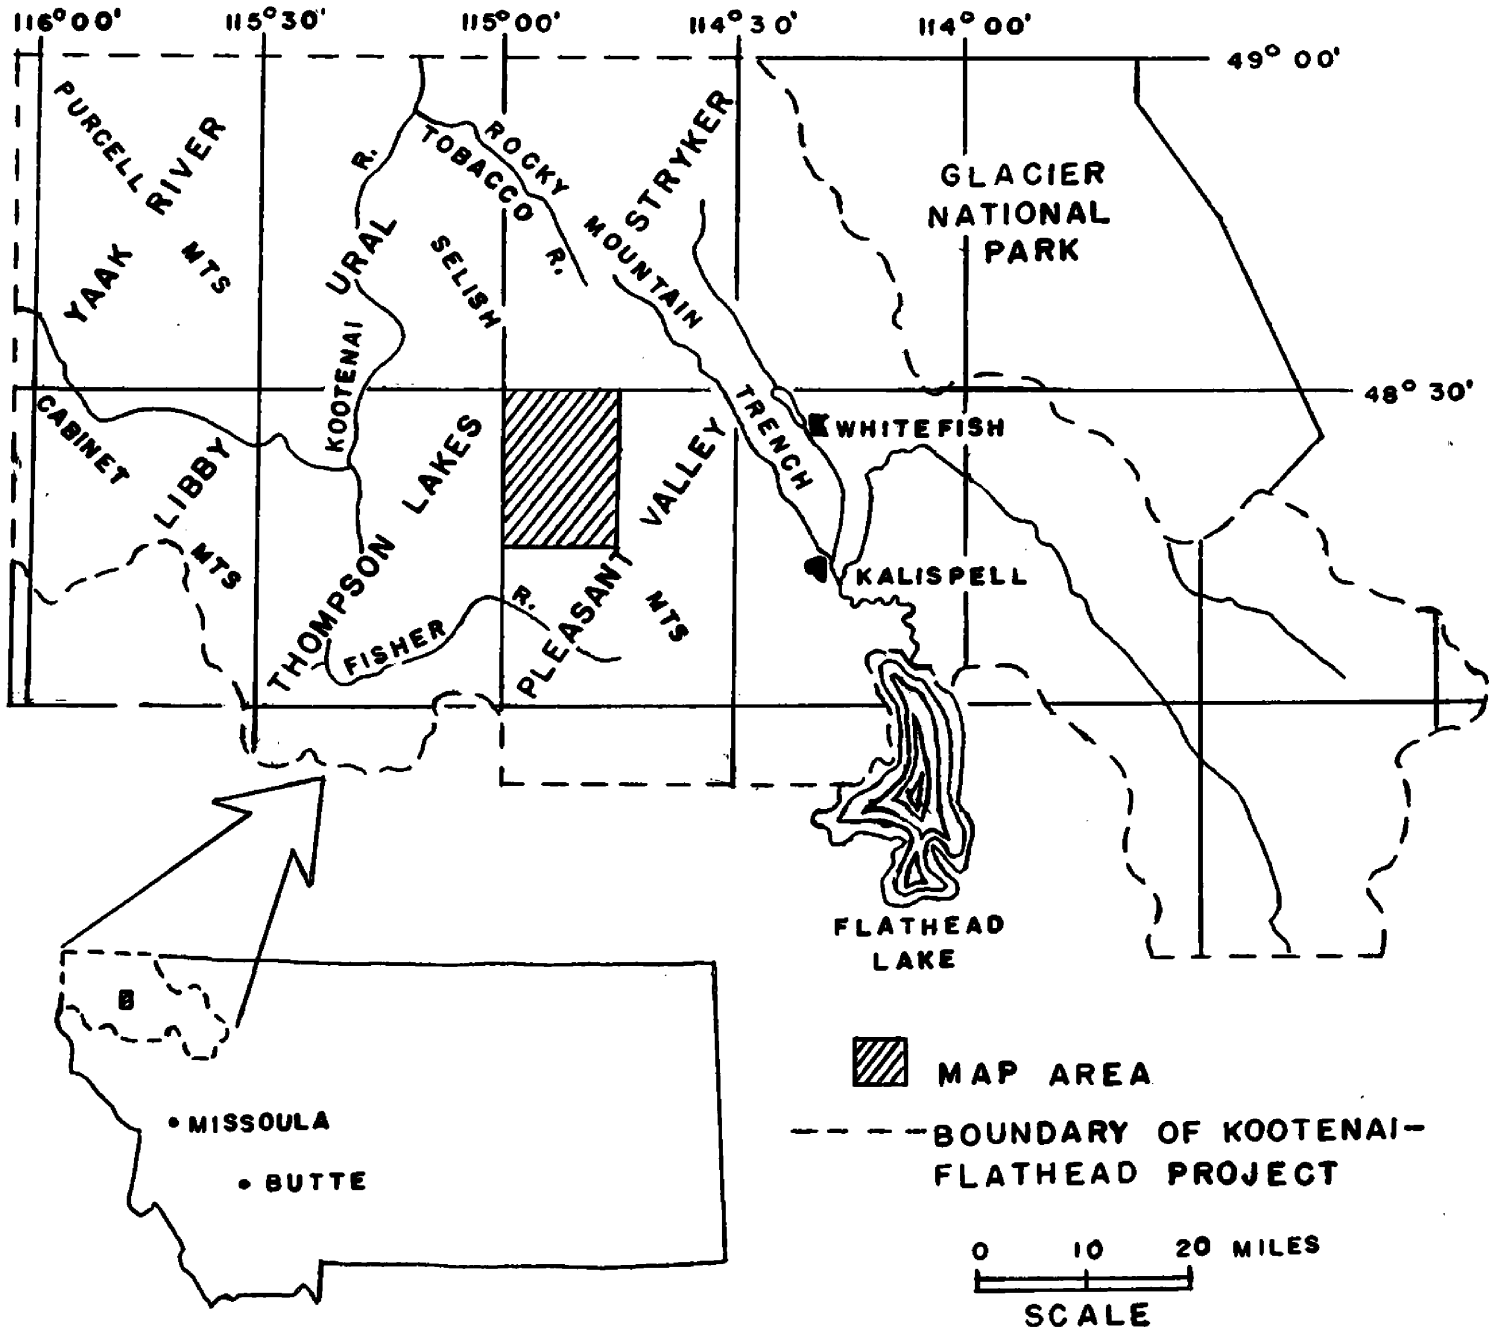 116°00' 115°30' 115°00' 114°30' 114°00'
49° 00'
PURCELL
MTS
YAAK RIVER
KOOTENAI R.
URAL
TOBACCO R.
ROCKY MOUNTAIN TRENCH
STRYKER
SELISH
MTS
GLACIER
NATIONAL
PARK
48° 30'
CABINET
MTS
LIBBY
THOMPSON LAKES
PLEASANT VALLEY
WHITEFISH
KALISPELL
FISHER R.
FLATHEAD
LAKE
MISSOULA
BUTTE
MAP AREA
BOUNDARY OF KOOTENAI-
FLATHEAD PROJECT
0 10 20 MILES
SCALE